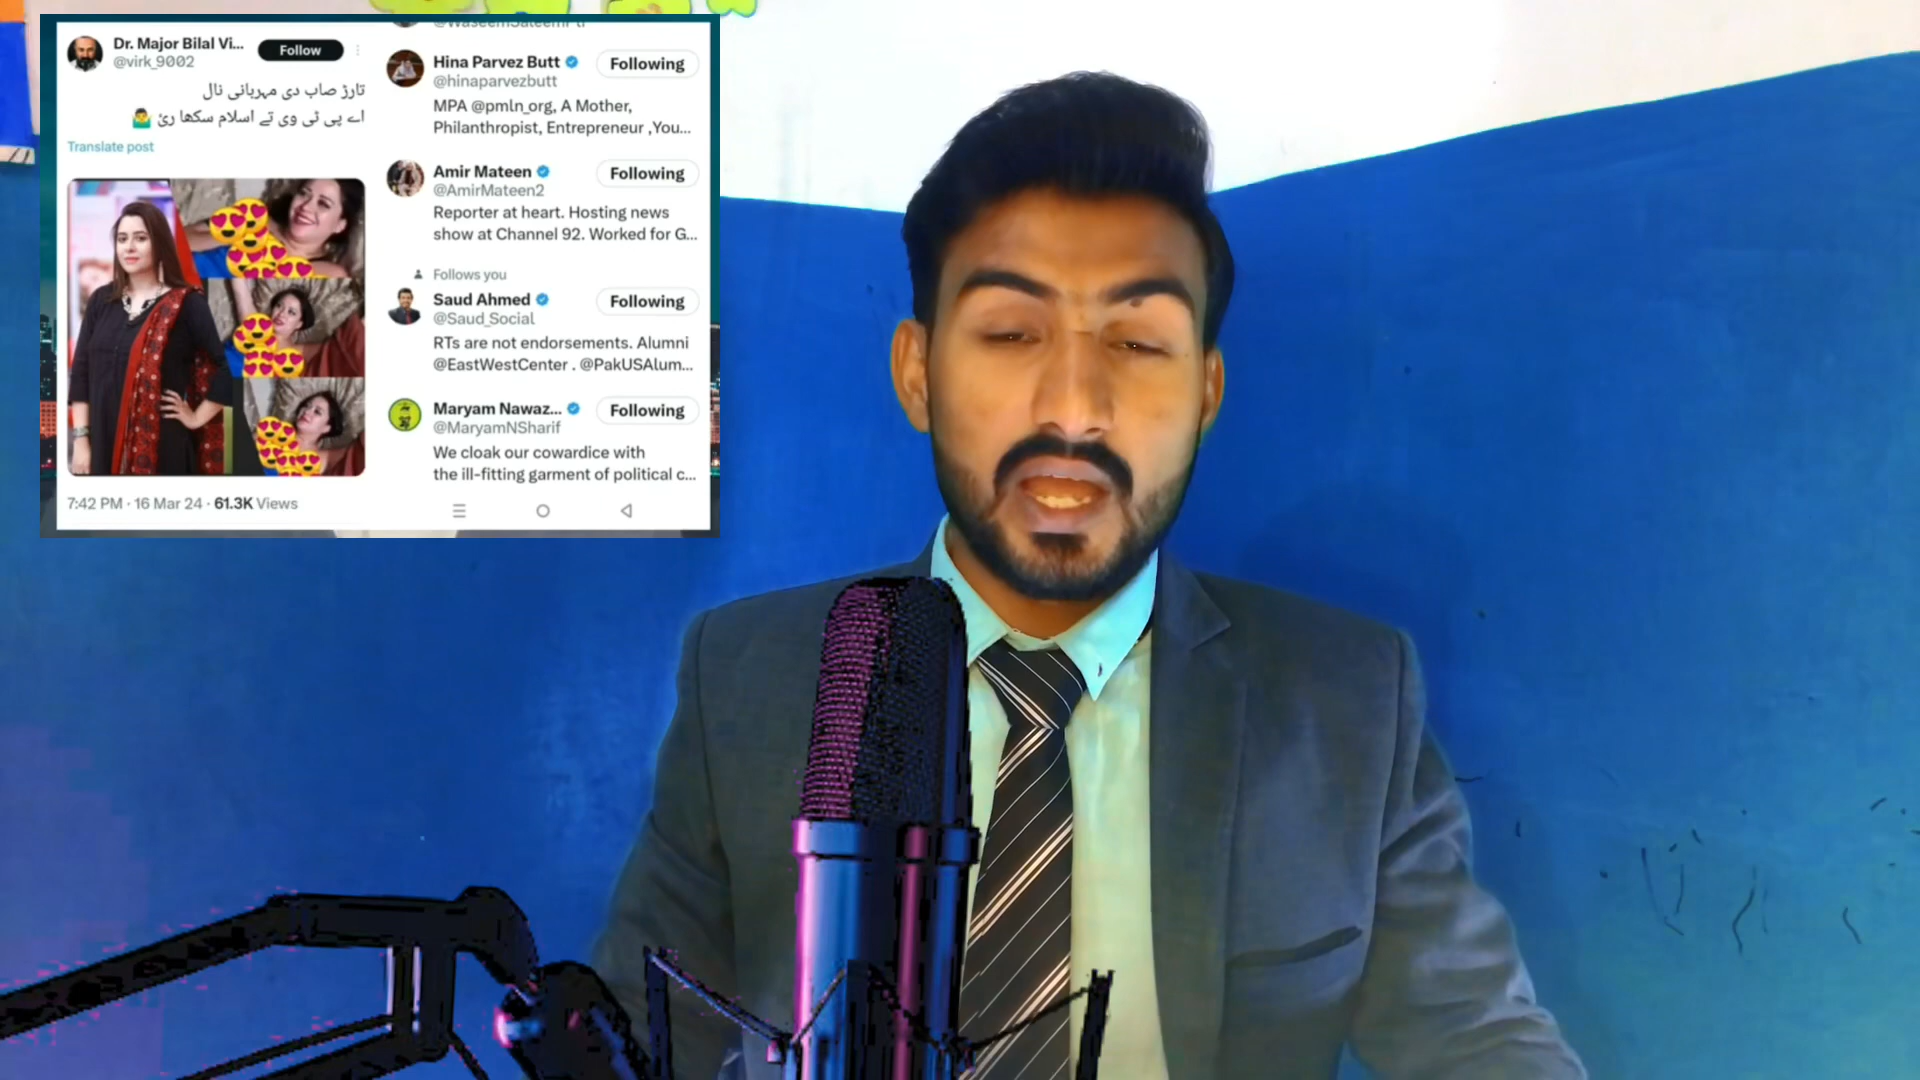 Dr. Major Bilal Vi...
Follow
@virk_9002
تارڑ صاب دی مہربانی نال
اے پی ٹی وی تے اسلام سکھا رئ 🤷‍♂️
Translate post
7:42 PM · 16 Mar 24 · 61.3K Views
Hina Parvez Butt
Following
@hinaparvezbutt
MPA @pmln_org, A Mother,
Philanthropist, Entrepreneur ,You...
Amir Mateen
Following
@AmirMateen2
Reporter at heart. Hosting news
show at Channel 92. Worked for G...
Follows you
Saud Ahmed
Following
@Saud_Social
RTs are not endorsements. Alumni
@EastWestCenter . @PakUSAlum...
Maryam Nawaz...
Following
@MaryamNSharif
We cloak our cowardice with
the ill-fitting garment of political c...